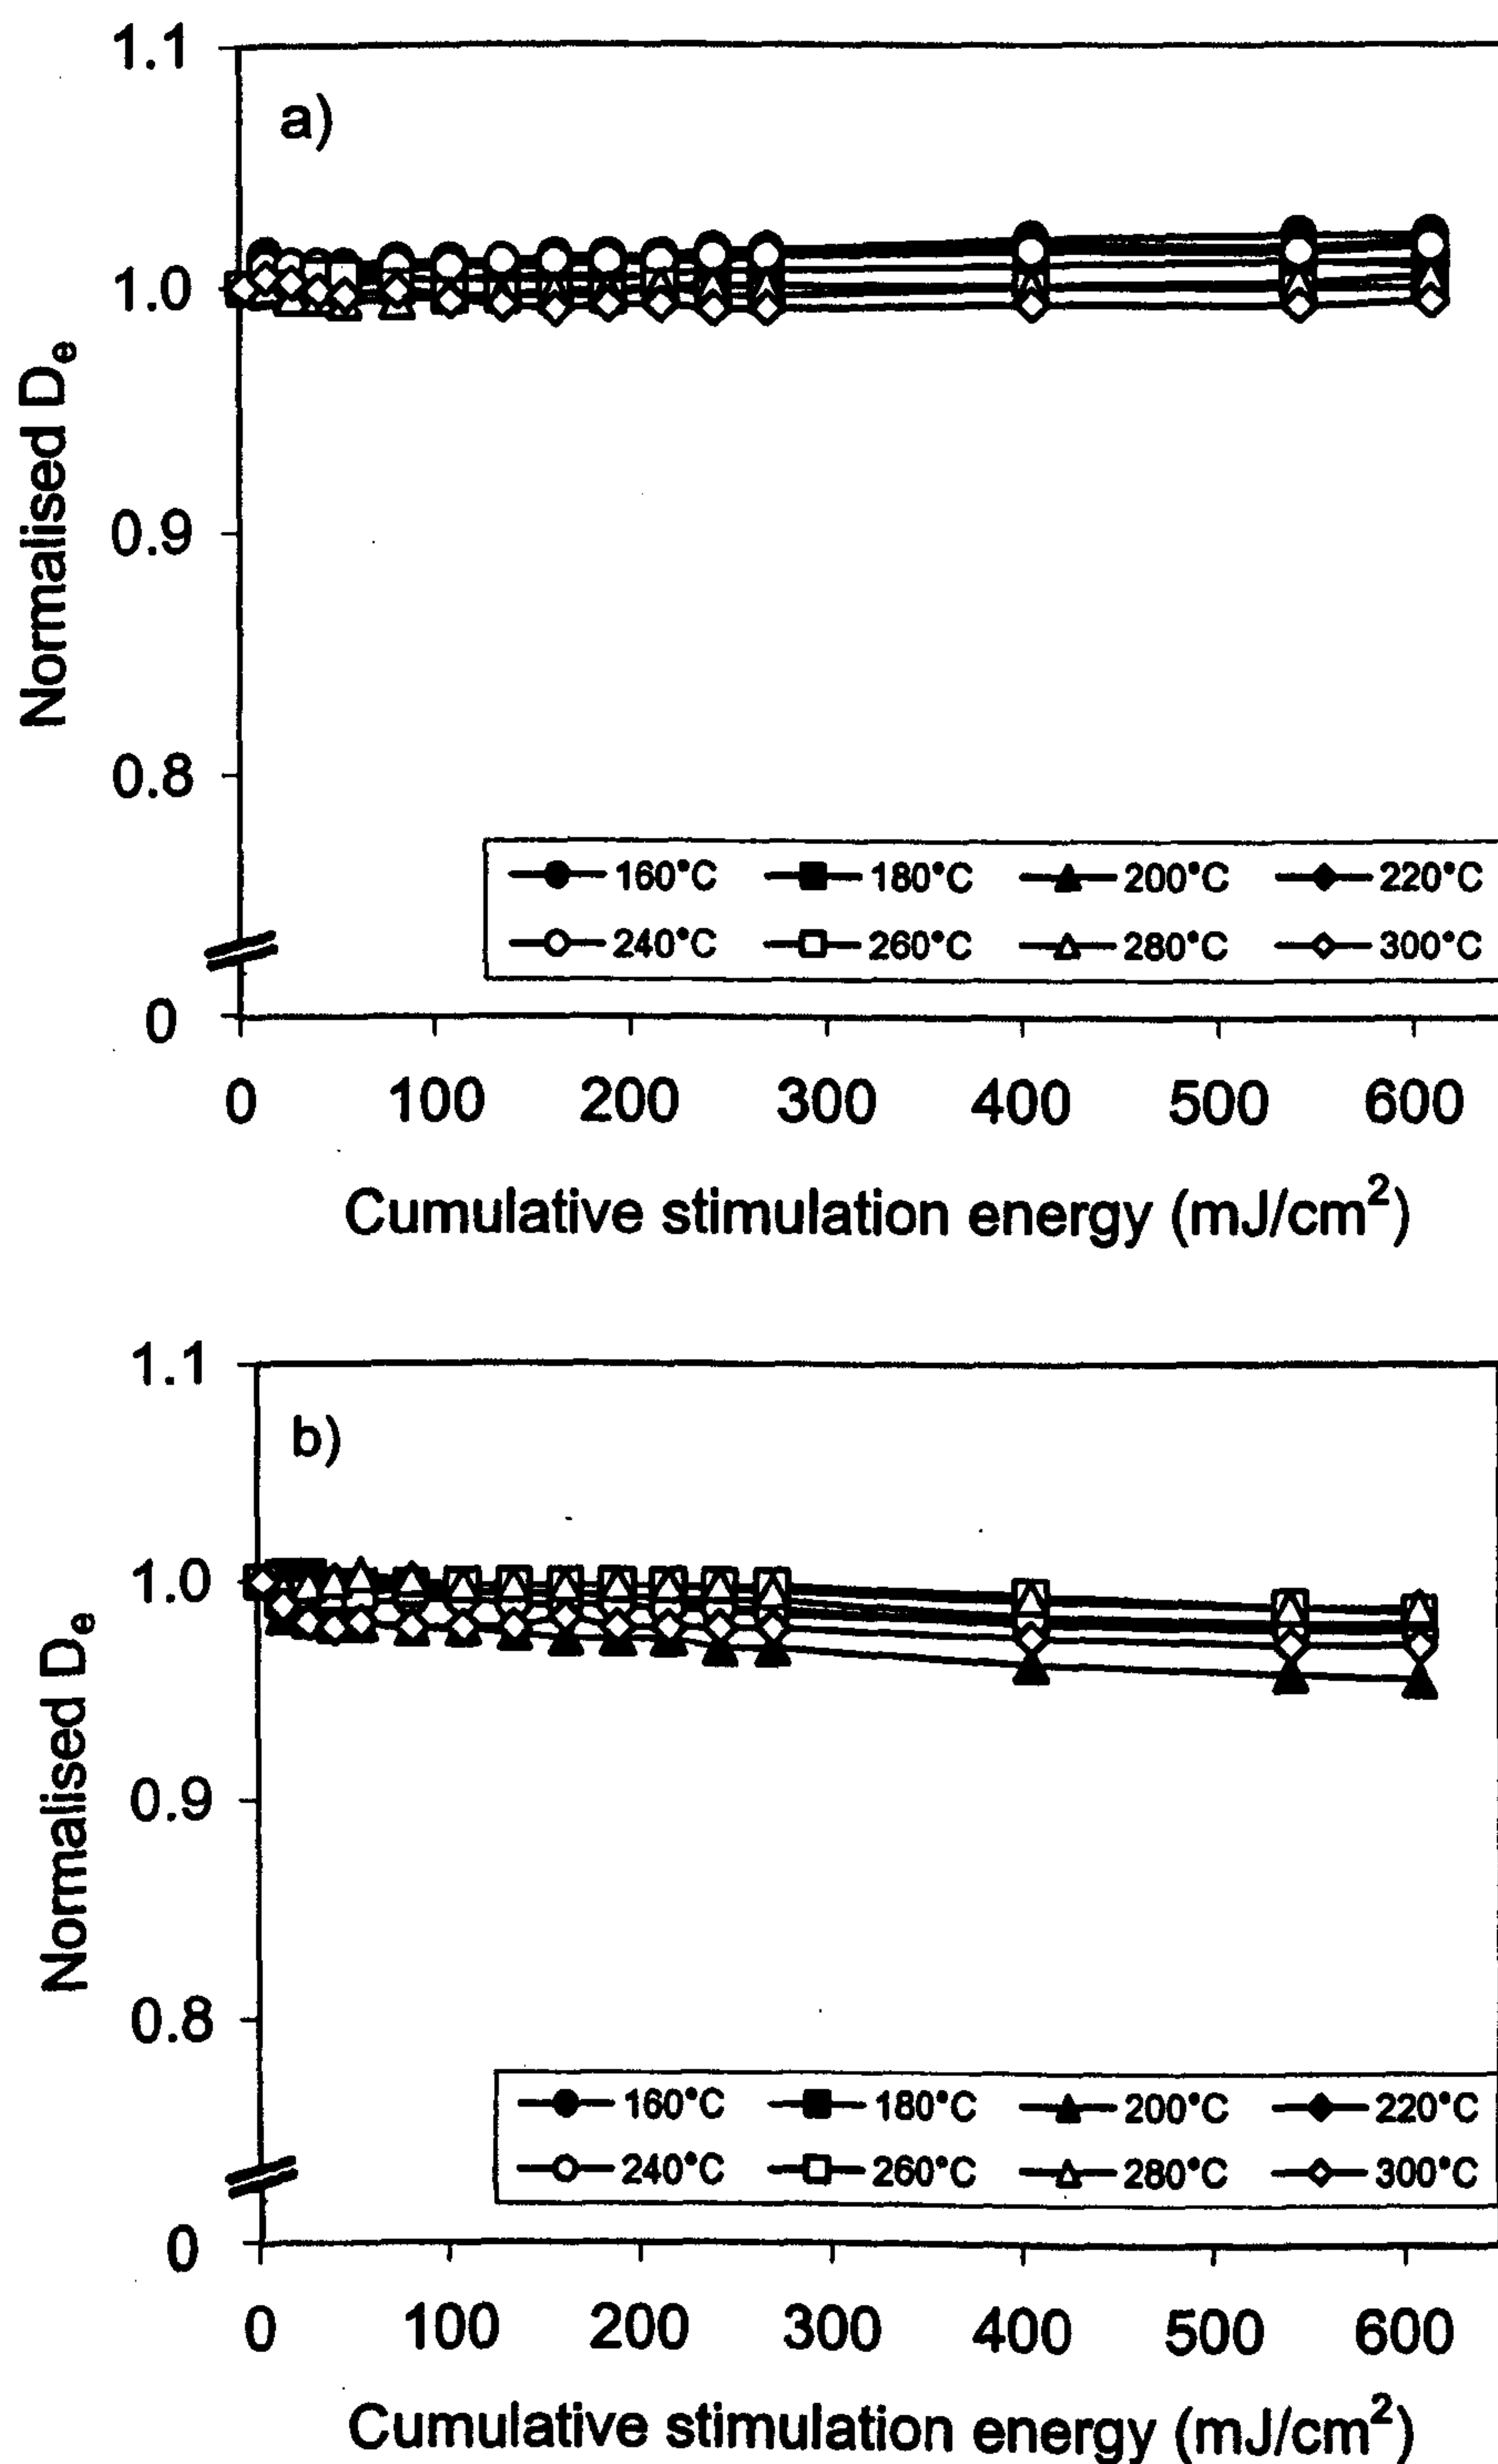 1.1
a)
1.0
0.9
0.8
0
Normalised Dₑ
160°C 180°C 200°C 220°C
240°C 260°C 280°C 300°C
0 100 200 300 400 500 600
Cumulative stimulation energy (mJ/cm²)
1.1
b)
1.0
0.9
0.8
0
Normalised Dₑ
160°C 180°C 200°C 220°C
240°C 260°C 280°C 300°C
0 100 200 300 400 500 600
Cumulative stimulation energy (mJ/cm²)